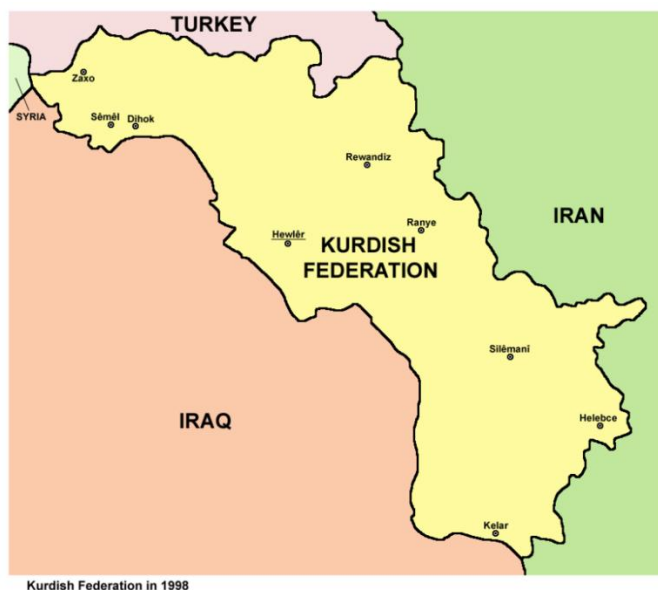 TURKEY
Zaxo
SYRIA
Sêmêl
Dihok
Rewandiz
Ranye
IRAN
Hewlêr
KURDISH
FEDERATION
Silêmanî
IRAQ
Helebce
Kelar
Kurdish Federation in 1998